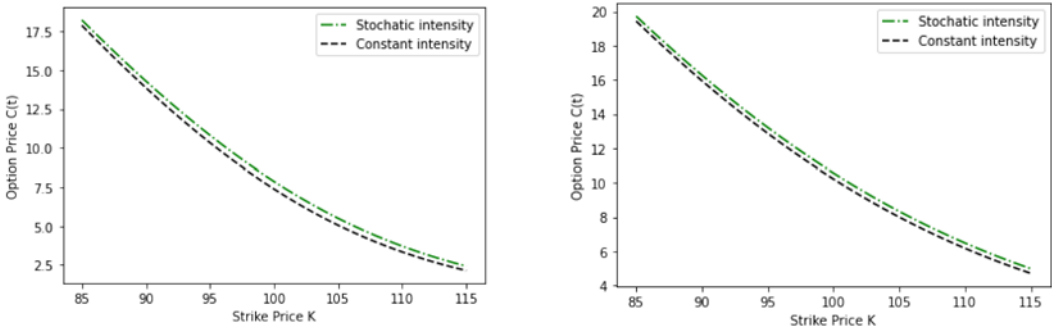 Stochatic intensity
Constant intensity
17.5
15.0
12.5
10.0
7.5
5.0
2.5
Option Price C(t)
85 90 95 100 105 110 115
Strike Price K
Stochatic intensity
Constant intensity
20
18
16
14
12
10
8
6
4
Option Price C(t)
85 90 95 100 105 110 115
Strike Price K